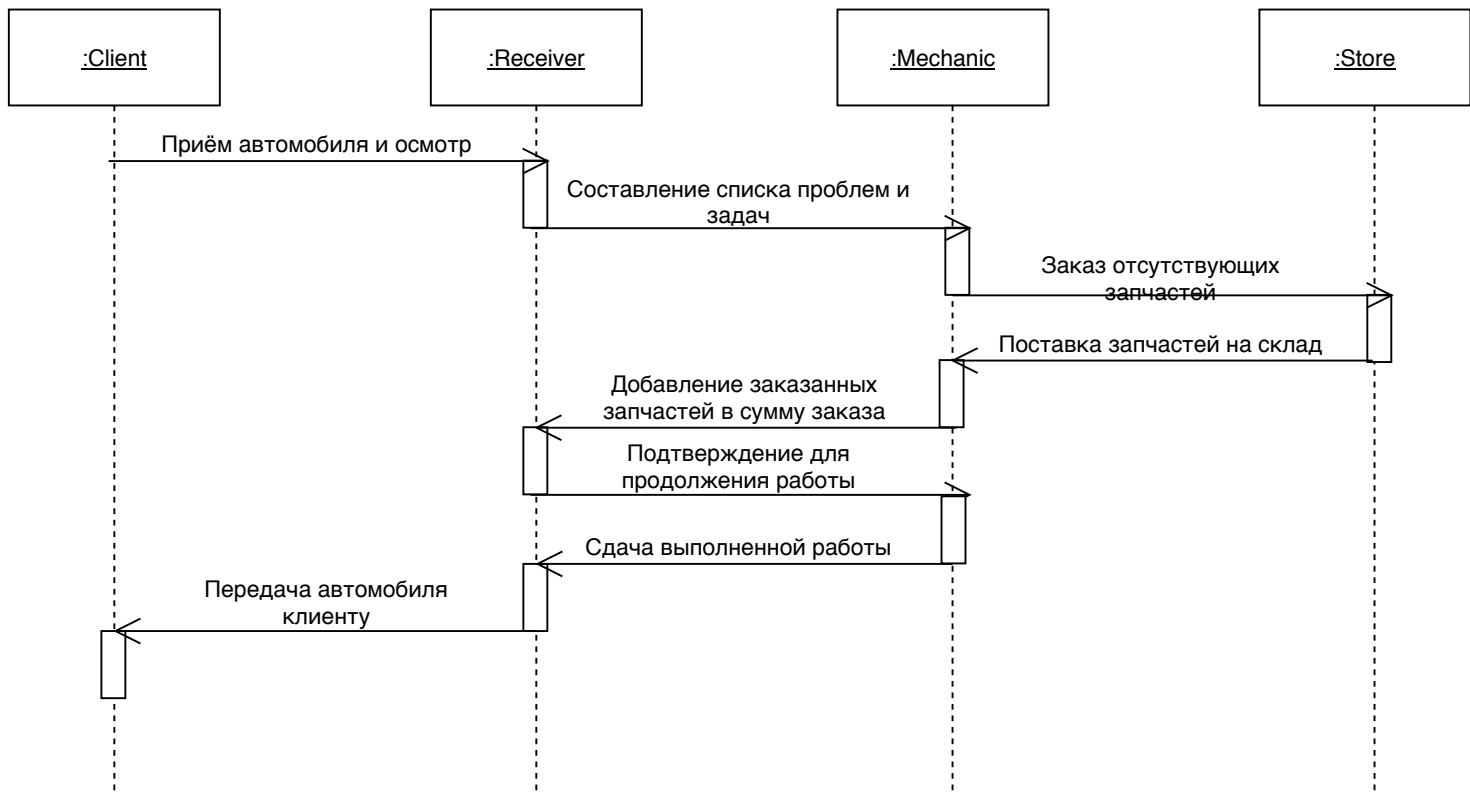 :Client
:Receiver
:Mechanic
:Store
Приём автомобиля и осмотр
Составление списка проблем и
задач
Заказ отсутствующих
запчастей
Поставка запчастей на склад
Добавление заказанных
запчастей в сумму заказа
Подтверждение для
продолжения работы
Сдача выполненной работы
Передача автомобиля
клиенту